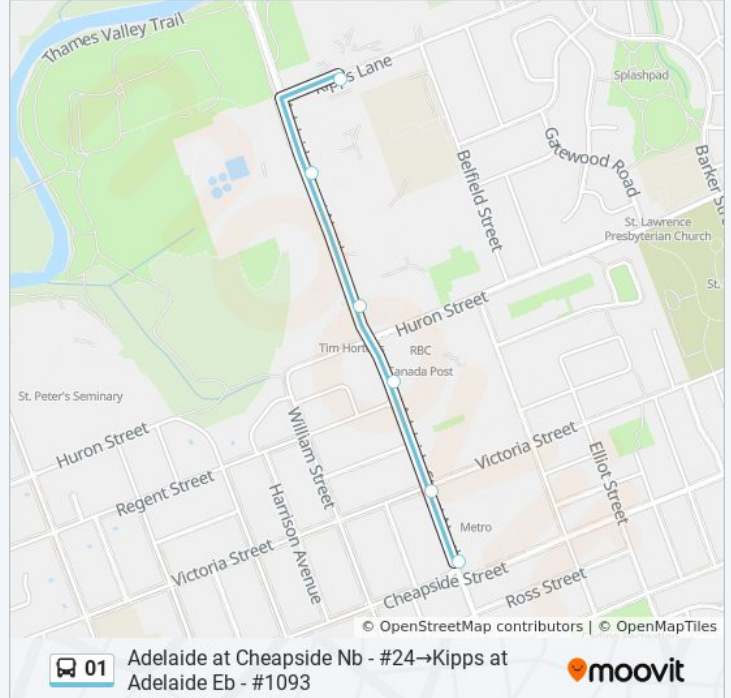 Thames Valley Trail
Kipps Lane
Splashpad
Gatewood Road
Belfield Street
St. Lawrence
Presbyterian Church
St.
Huron Street
Tim Hortons
RBC
Canada Post
St. Peter's Seminary
Huron Street
William Street
Victoria Street
Elliot Street
Regent Street
Harrison Avenue
Metro
Victoria Street
Cheapside Street
Ross Street
© OpenStreetMap contributors | © OpenMapTiles
01
Adelaide at Cheapside Nb - #24→Kipps at
Adelaide Eb - #1093
moovit